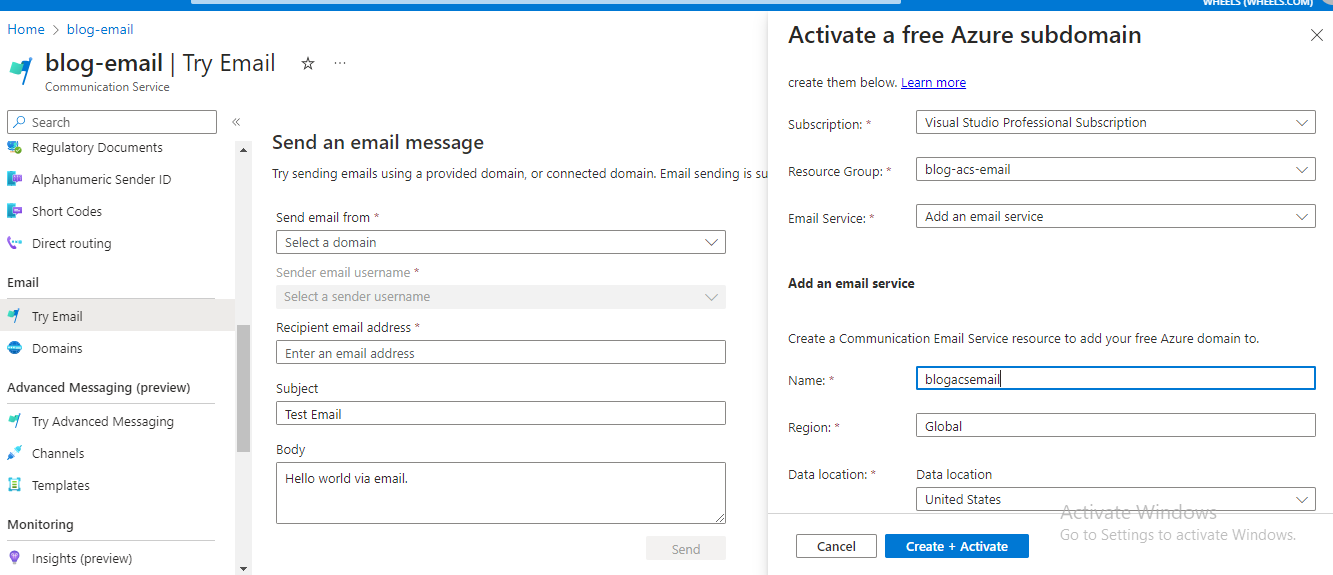 WHEELS (WHEELS.COM)
Home > blog-email
blog-email | Try Email ☆ ...
Communication Service
Search «
Regulatory Documents
Alphanumeric Sender ID
Short Codes
Direct routing
Email
Try Email
Domains
Advanced Messaging (preview)
Try Advanced Messaging
Channels
Templates
Monitoring
Insights (preview)
Send an email message
Try sending emails using a provided domain, or connected domain. Email sending is su
Send email from *
Select a domain
Sender email username *
Select a sender username
Recipient email address *
Enter an email address
Subject
Test Email
Body
Hello world via email.
Send
Activate a free Azure subdomain
create them below. Learn more
Subscription: * Visual Studio Professional Subscription
Resource Group: * blog-acs-email
Email Service: * Add an email service
Add an email service
Create a Communication Email Service resource to add your free Azure domain to.
Name: * blogacsemail
Region: * Global
Data location: * Data location
United States
Activate Windows
Go to Settings to activate Windows.
Cancel Create + Activate